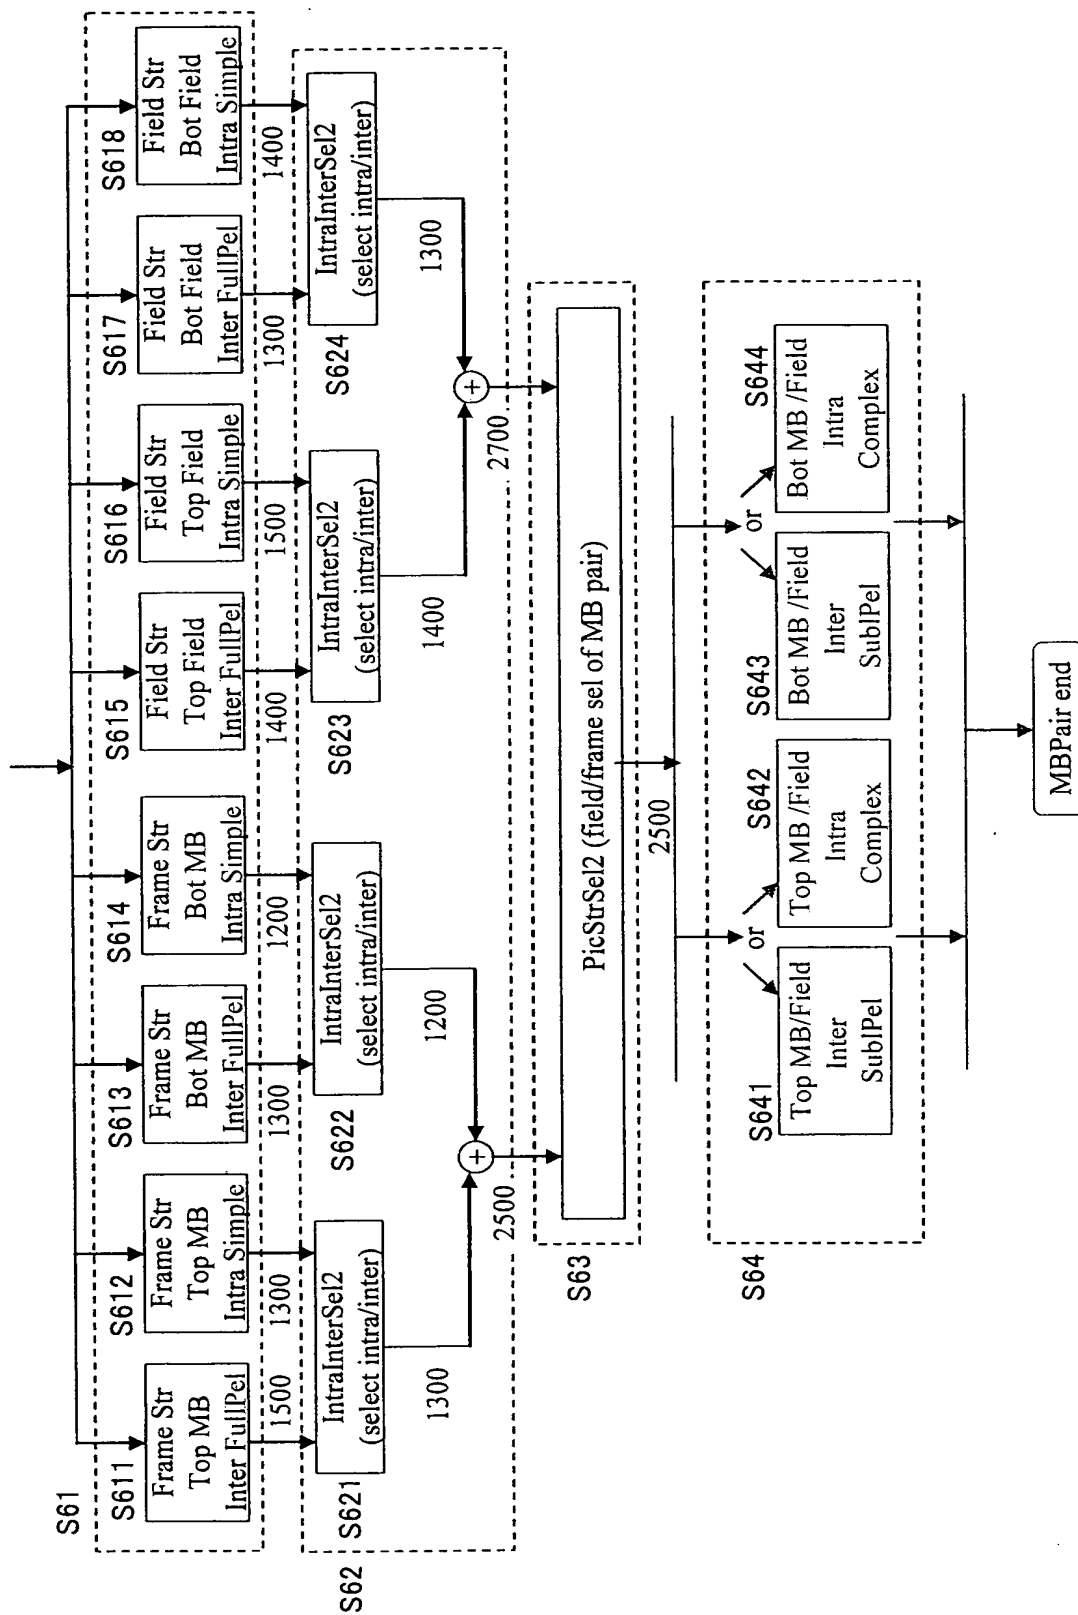 S61
S611
Frame Str
Top MB
Inter FullPel
1500
S612
Frame Str
Top MB
Intra Simple
1300
S613
Frame Str
Bot MB
Inter FullPel
1300
S614
Frame Str
Bot MB
Intra Simple
1200
S615
Field Str
Top Field
Inter FullPel
1400
S616
Field Str
Top Field
Intra Simple
1500
S617
Field Str
Bot Field
Inter FullPel
1300
S618
Field Str
Bot Field
Intra Simple
1400
S62
S621
IntraInterSel2
(select intra/inter)
1300
S622
IntraInterSel2
(select intra/inter)
1200
S623
IntraInterSel2
(select intra/inter)
1400
S624
IntraInterSel2
(select intra/inter)
1300
+
2500
+
2700
S63
PicStrSel2 (field/frame sel of MB pair)
2500
S64
S641
Top MB/Field
Inter
SublPel
or
S642
Top MB /Field
Intra
Complex
S643
Bot MB /Field
Inter
SublPel
or
S644
Bot MB /Field
Intra
Complex
MBPair end